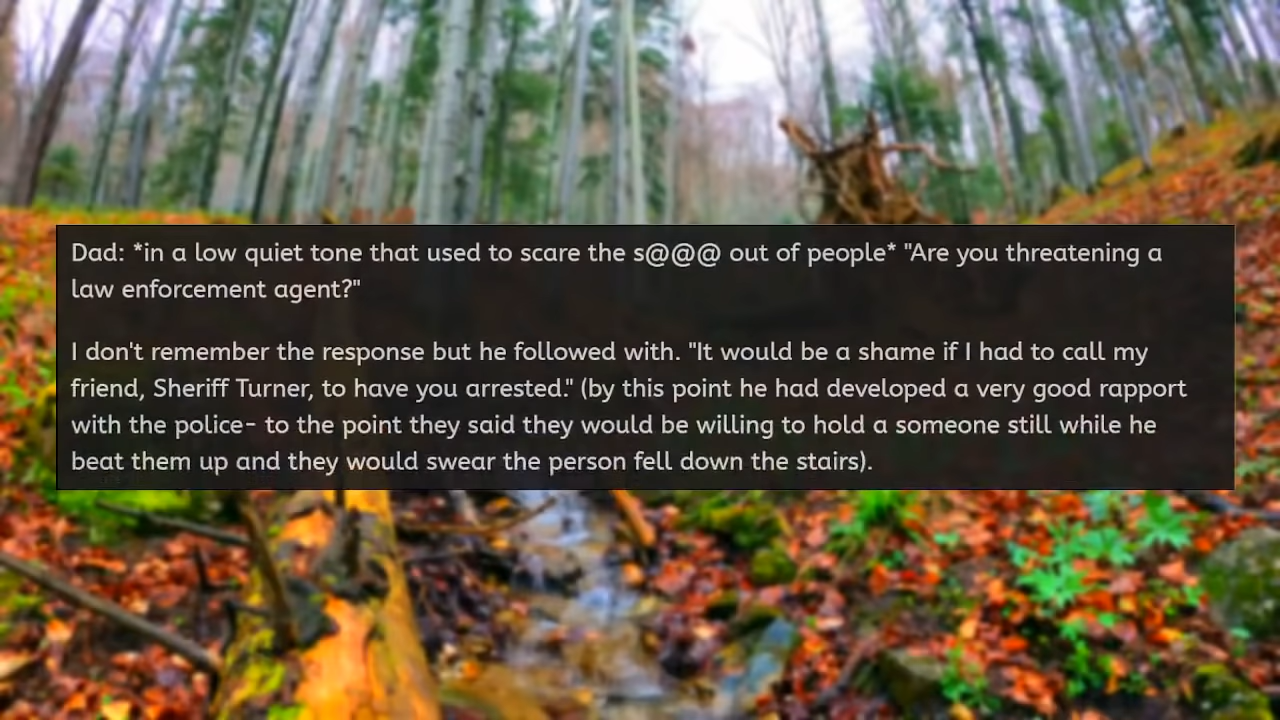 Dad: *in a low quiet tone that used to scare the s@@@ out of people* "Are you threatening a
law enforcement agent?"
I don't remember the response but he followed with. "It would be a shame if I had to call my
friend, Sheriff Turner, to have you arrested." (by this point he had developed a very good rapport
with the police- to the point they said they would be willing to hold a someone still while he
beat them up and they would swear the person fell down the stairs).